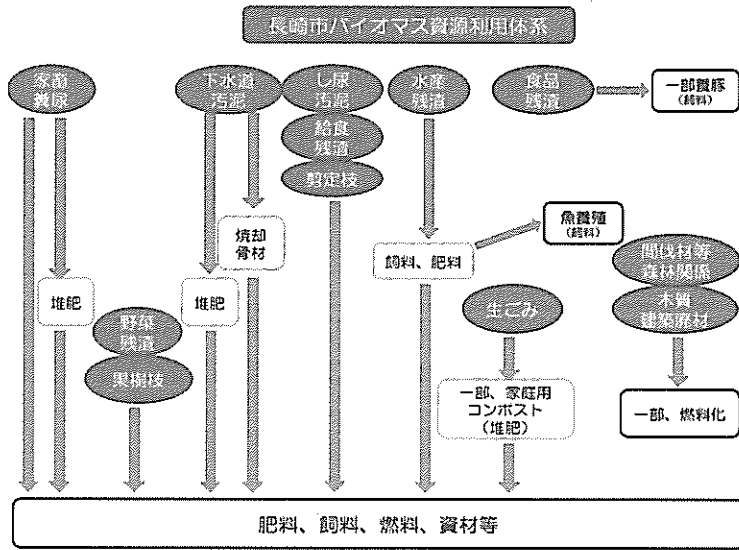 長崎市バイオマス資源利用体系
家畜
糞尿
下水道
汚泥
し尿
汚泥
水産
残渣
食品
残渣
一部養豚
（飼料）
給食
残渣
剪定枝
焼却
骨材
飼料、肥料
魚養殖
（飼料）
間伐材等
森林関係
堆肥
野菜
残渣
堆肥
生ごみ
木質
建築廃材
果樹枝
一部、家庭用
コンポスト
（堆肥）
一部、燃料化
肥料、飼料、燃料、資材等